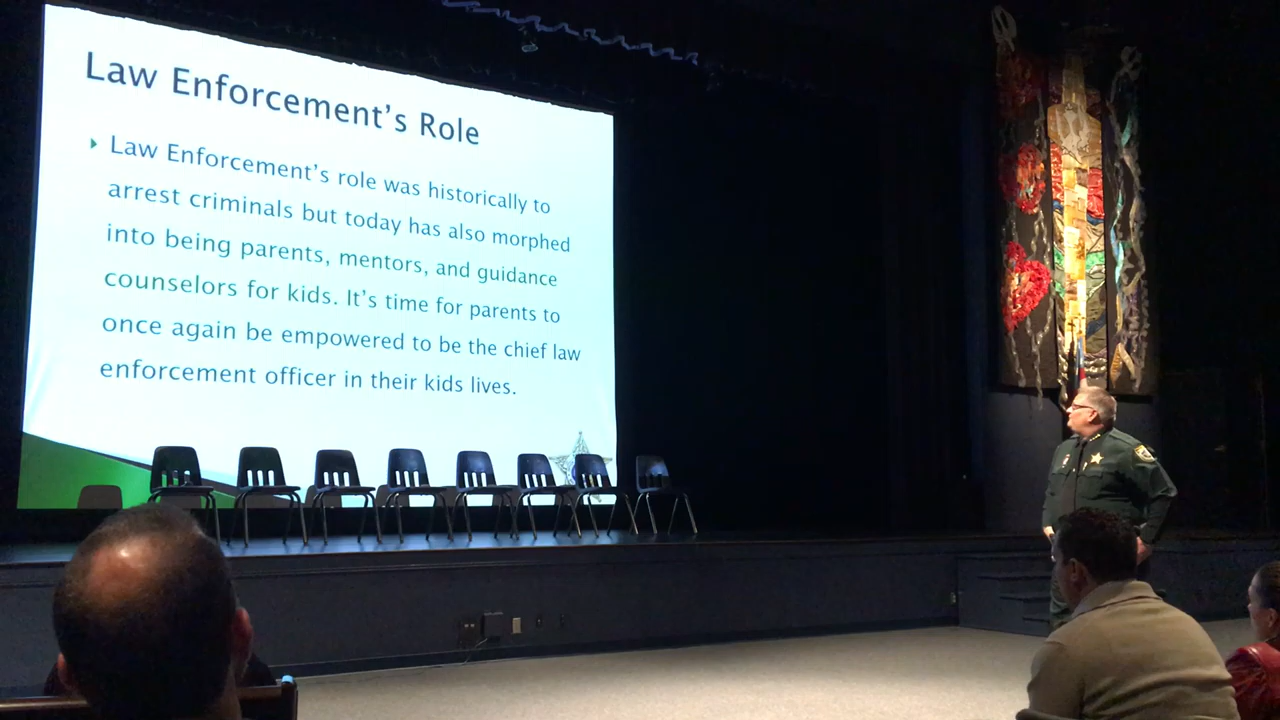 Law Enforcement's Role
Law Enforcement's role was historically to
arrest criminals but today has also morphed
into being parents, mentors, and guidance
counselors for kids. It's time for parents to
once again be empowered to be the chief law
enforcement officer in their kids lives.